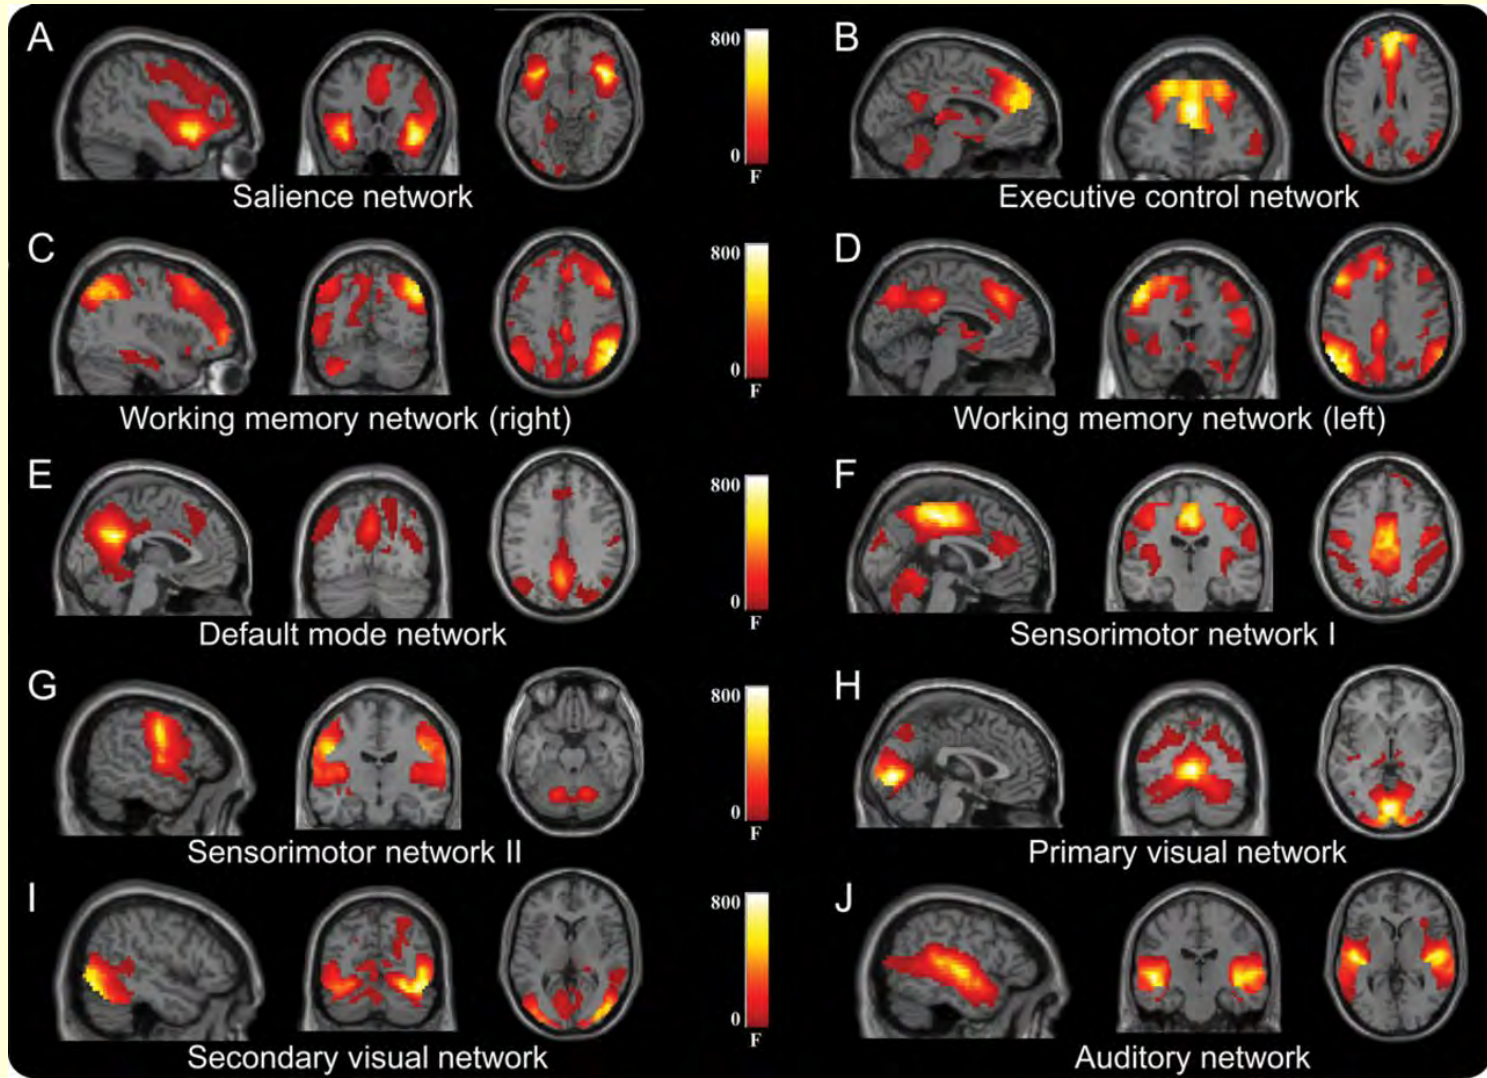 A
800
0
F
Salience network
B
Executive control network
C
800
0
F
Working memory network (right)
D
Working memory network (left)
E
800
0
F
Default mode network
F
Sensorimotor network I
G
800
0
F
Sensorimotor network II
H
Primary visual network
I
800
0
F
Secondary visual network
J
Auditory network